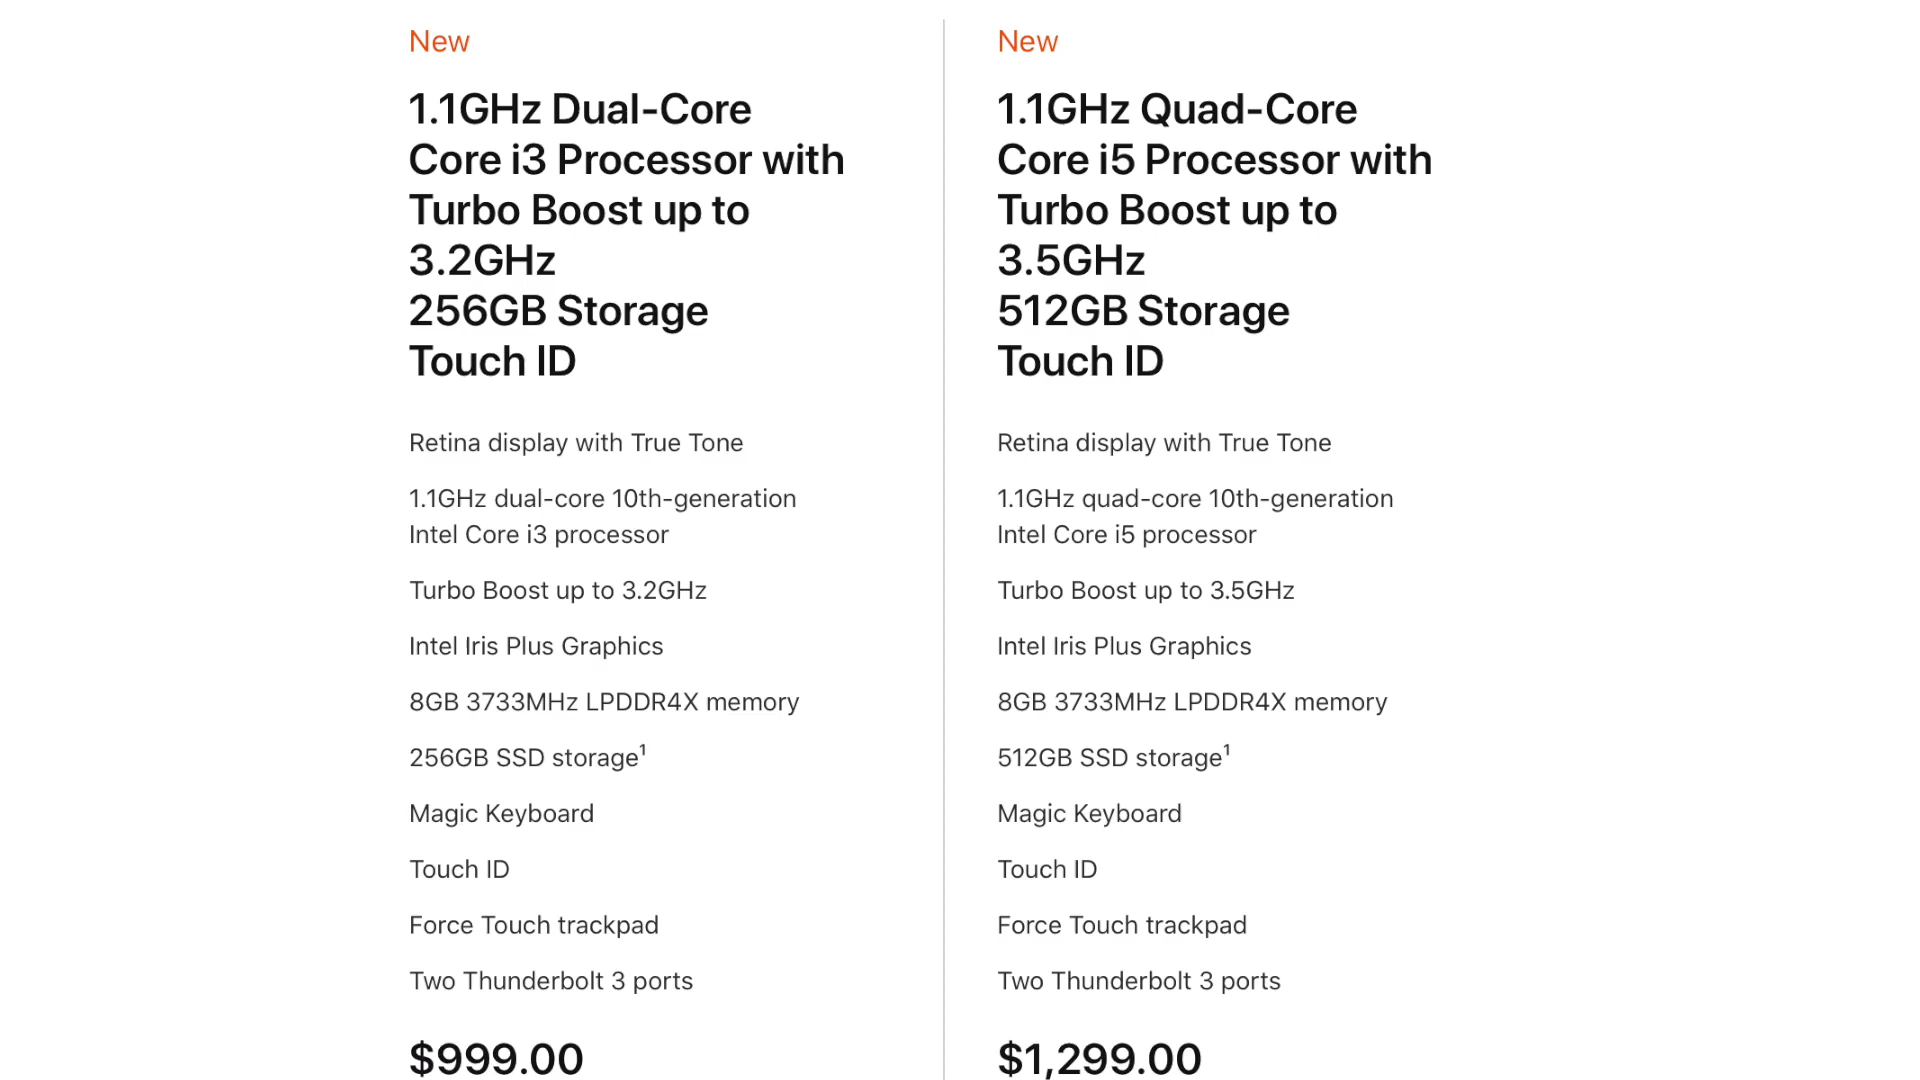 New
1.1GHz Dual-Core
Core i3 Processor with
Turbo Boost up to
3.2GHz
256GB Storage
Touch ID
Retina display with True Tone
1.1GHz dual-core 10th-generation
Intel Core i3 processor
Turbo Boost up to 3.2GHz
Intel Iris Plus Graphics
8GB 3733MHz LPDDR4X memory
256GB SSD storage¹
Magic Keyboard
Touch ID
Force Touch trackpad
Two Thunderbolt 3 ports
$999.00
New
1.1GHz Quad-Core
Core i5 Processor with
Turbo Boost up to
3.5GHz
512GB Storage
Touch ID
Retina display with True Tone
1.1GHz quad-core 10th-generation
Intel Core i5 processor
Turbo Boost up to 3.5GHz
Intel Iris Plus Graphics
8GB 3733MHz LPDDR4X memory
512GB SSD storage¹
Magic Keyboard
Touch ID
Force Touch trackpad
Two Thunderbolt 3 ports
$1,299.00